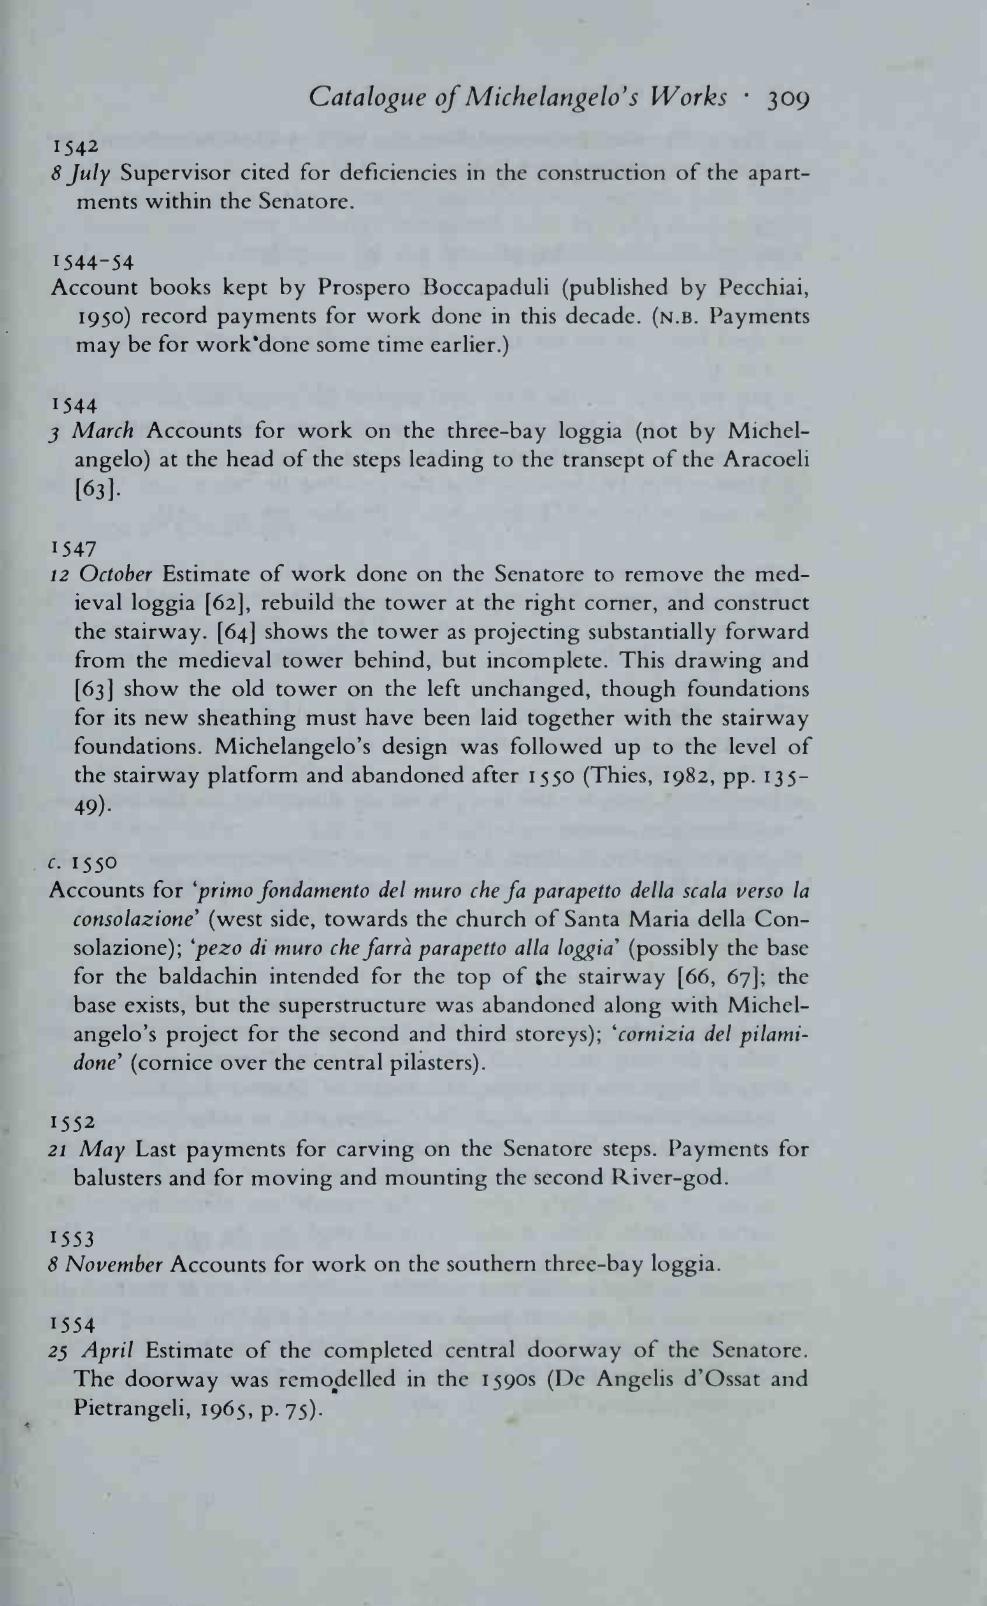 Catalogue of Michelangelo's Works · 309
1542
8 July Supervisor cited for deficiencies in the construction of the apart-
ments within the Senatore.
1544-54
Account books kept by Prospero Boccapaduli (published by Pecchiai,
1950) record payments for work done in this decade. (N.B. Payments
may be for work done some time earlier.)
1544
3 March Accounts for work on the three-bay loggia (not by Michel-
angelo) at the head of the steps leading to the transept of the Aracoeli
[63].
1547
12 October Estimate of work done on the Senatore to remove the med-
ieval loggia [62], rebuild the tower at the right corner, and construct
the stairway. [64] shows the tower as projecting substantially forward
from the medieval tower behind, but incomplete. This drawing and
[63] show the old tower on the left unchanged, though foundations
for its new sheathing must have been laid together with the stairway
foundations. Michelangelo's design was followed up to the level of
the stairway platform and abandoned after 1550 (Thies, 1982, pp. 135-
49).
c. 1550
Accounts for 'primo fondamento del muro che fa parapetto della scala verso la
consolazione' (west side, towards the church of Santa Maria della Con-
solazione); 'pezo di muro che farrà parapetto alla loggia' (possibly the base
for the baldachin intended for the top of the stairway [66, 67]; the
base exists, but the superstructure was abandoned along with Michel-
angelo's project for the second and third storeys); 'cornizia del pilami-
done' (cornice over the central pilasters).
1552
21 May Last payments for carving on the Senatore steps. Payments for
balusters and for moving and mounting the second River-god.
1553
8 November Accounts for work on the southern three-bay loggia.
1554
25 April Estimate of the completed central doorway of the Senatore.
The doorway was remodelled in the 1590s (De Angelis d'Ossat and
Pietrangeli, 1965, p. 75).